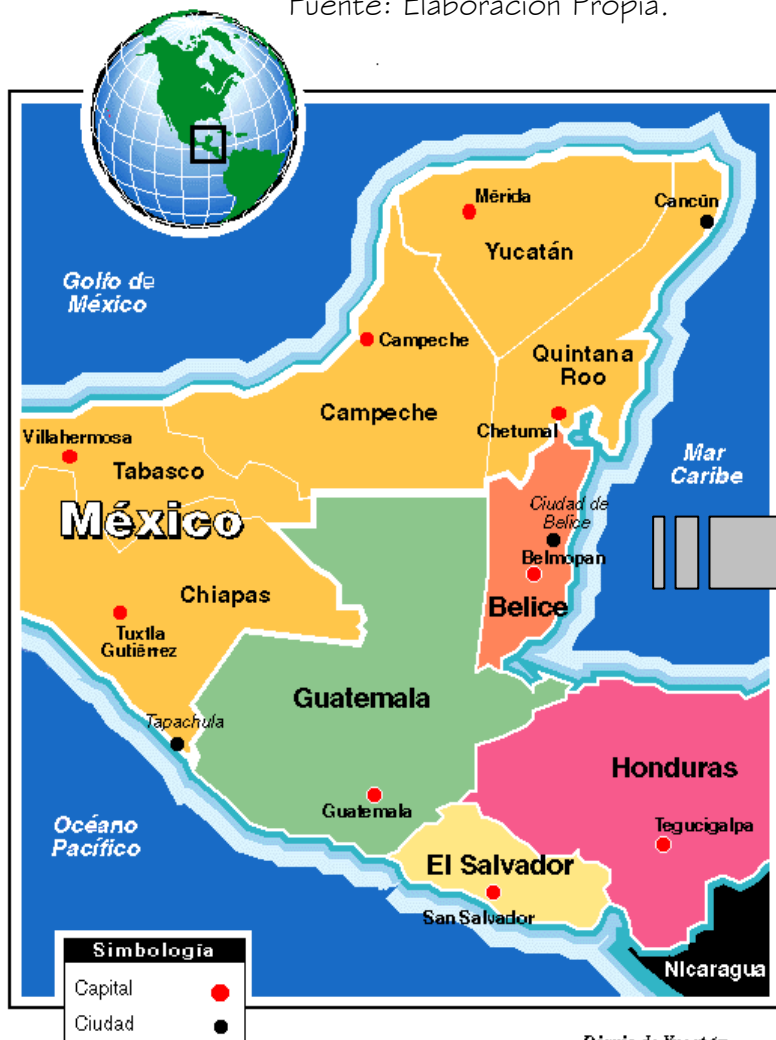 Fuente: Elaboración Propia.
Mérida
Cancún
Yucatán
Golfo de
México
Campeche
Quintana
Roo
Campeche
Chetumal
Villahermosa
Tabasco
Mar
Caribe
México
Ciudad de
Belice
Belmopan
Chiapas
Belice
Tuxtla
Gutiérrez
Guatemala
Tapachula
Honduras
Guatemala
Océano
Pacífico
Tegucigalpa
El Salvador
San Salvador
Simbología
Nicaragua
Capital
Ciudad